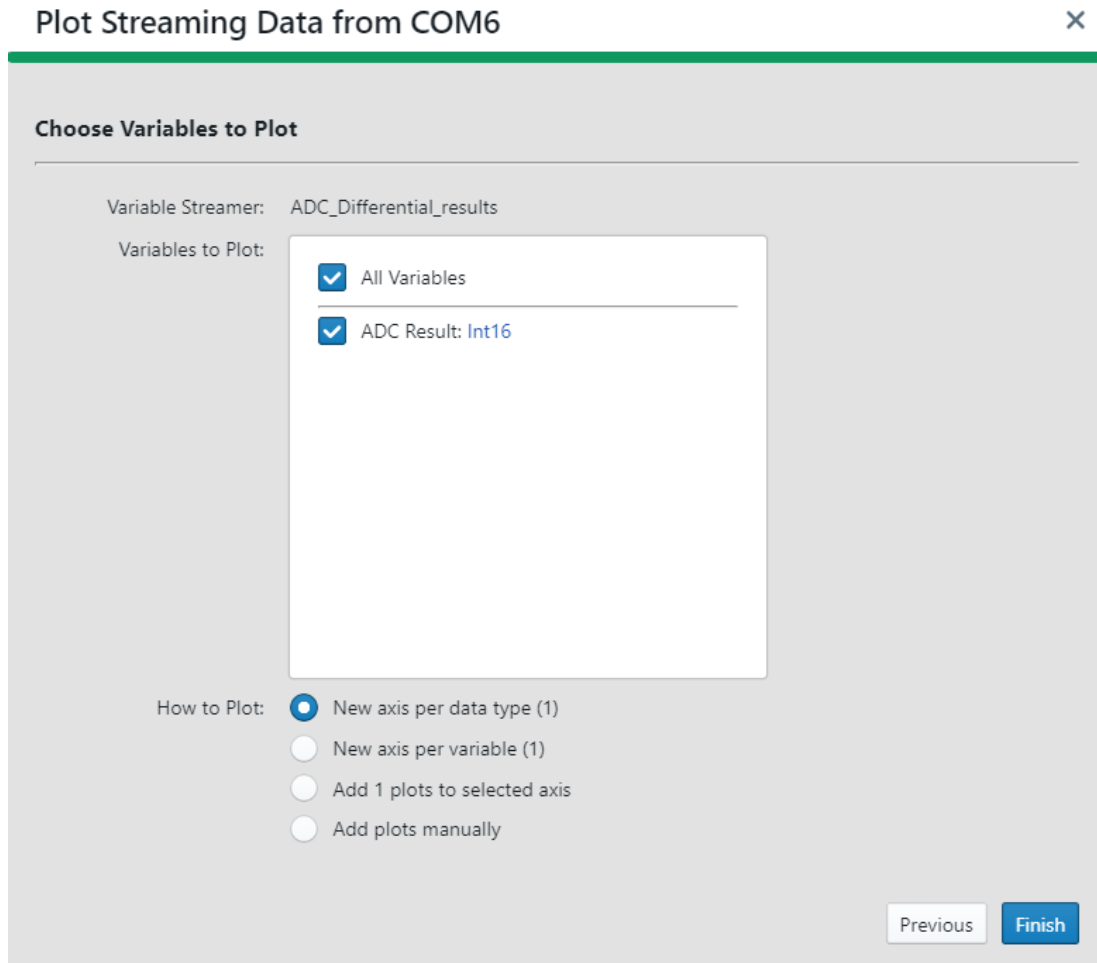 Plot Streaming Data from COM6
Choose Variables to Plot
Variable Streamer: ADC_Differential_results
Variables to Plot:
All Variables
ADC Result: Int16
How to Plot: New axis per data type (1)
New axis per variable (1)
Add 1 plots to selected axis
Add plots manually
Previous Finish